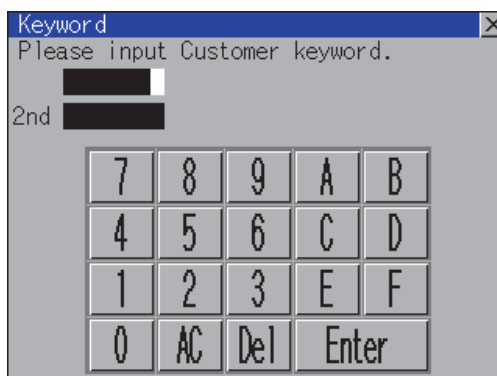 Keyword
Please input Customer keyword.
2nd
7 8 9 A B
4 5 6 C D
1 2 3 E F
0 AC Del Enter